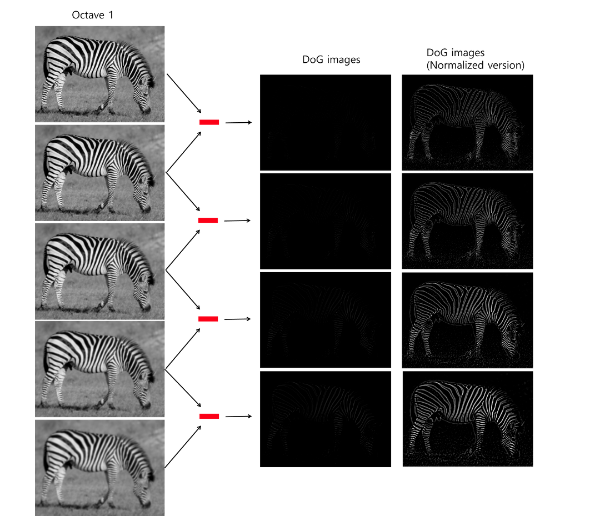 Octave 1
DoG images
DoG images
(Normalized version)